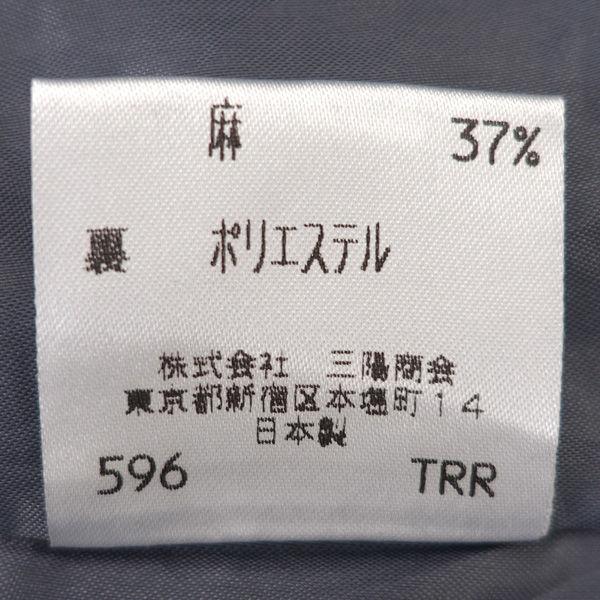 麻 37%
裏 ポリエステル
株式会社 三陽商会
東京都新宿区本塩町14
日本製
596 TRR